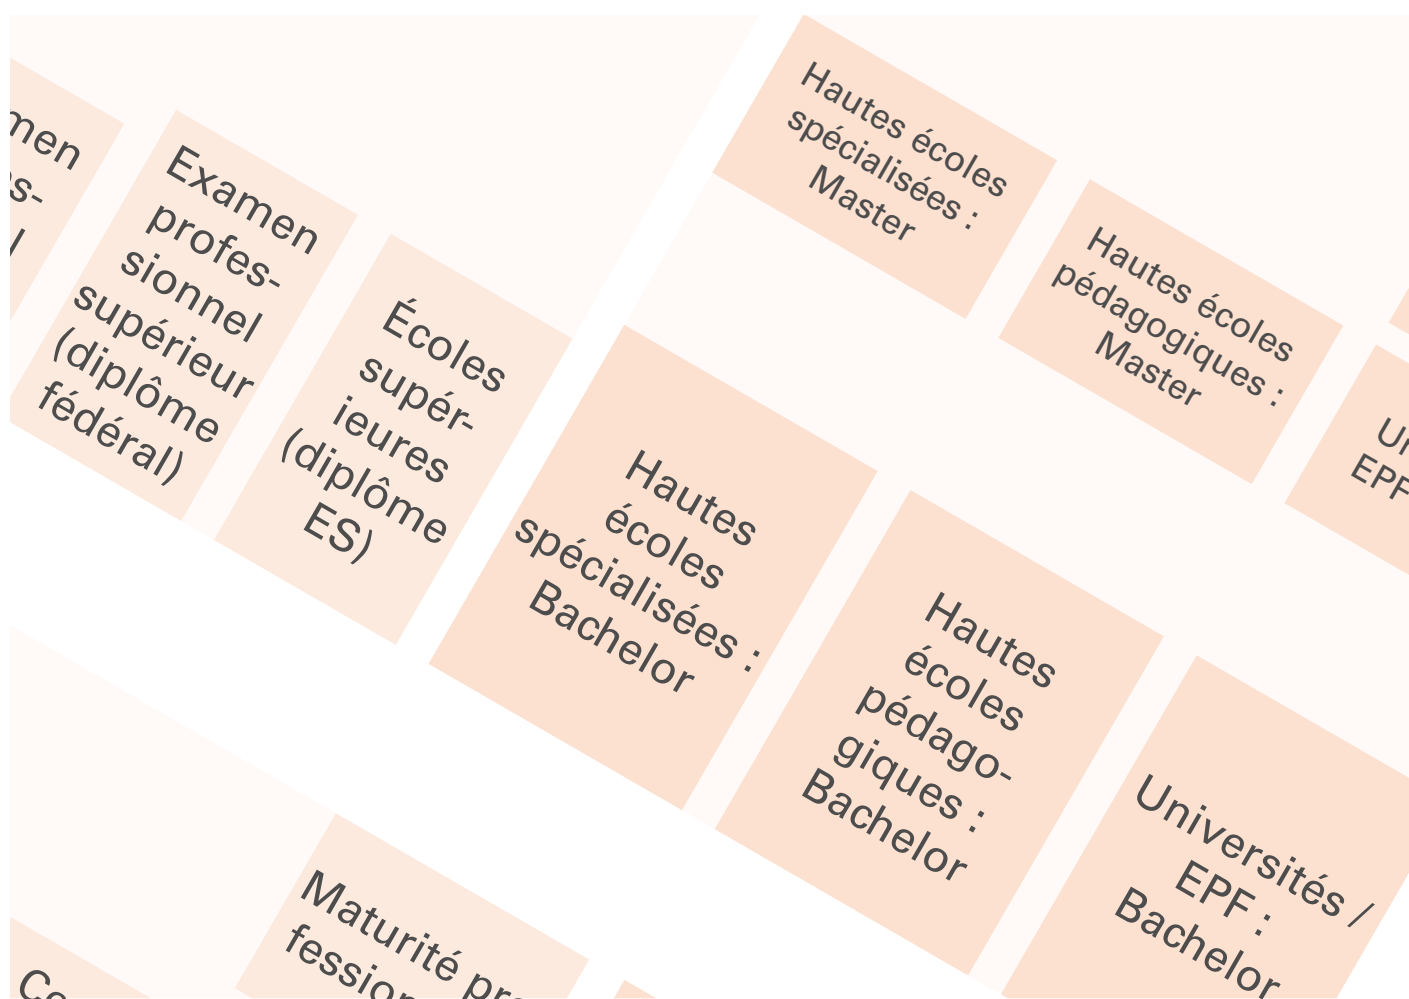 Hautes écoles
spécialisées :
Master
Hautes écoles
pédagogiques :
Master
Examen
profes-
sionnel
supérieur
(diplôme
fédéral)
Écoles
supér-
ieures
(diplôme
ES)
Hautes
écoles
spécialisées :
Bachelor
Hautes
écoles
pédago-
giques :
Bachelor
Universités /
EPF :
Bachelor
Maturité